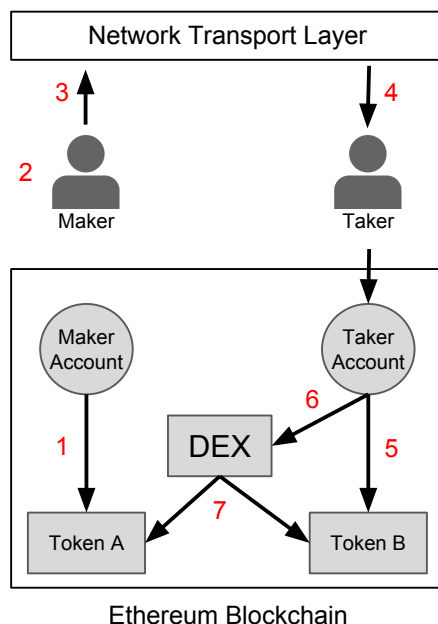 Network Transport Layer
3
4
2
Maker
Taker
Maker
Account
Taker
Account
6
1
DEX
5
7
Token A
Token B
Ethereum Blockchain